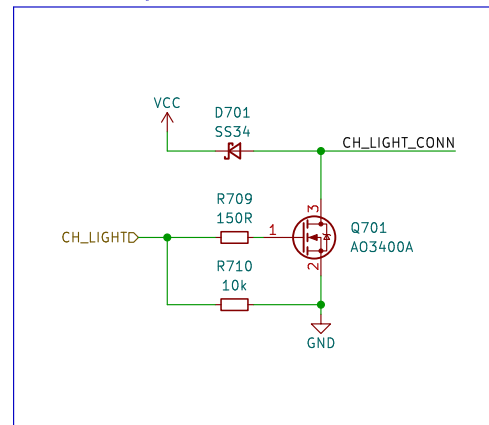 VCC
D701
SS34
CH_LIGHT_CONN
R709
150R
CH_LIGHT
1
3
Q701
AO3400A
2
R710
10k
GND